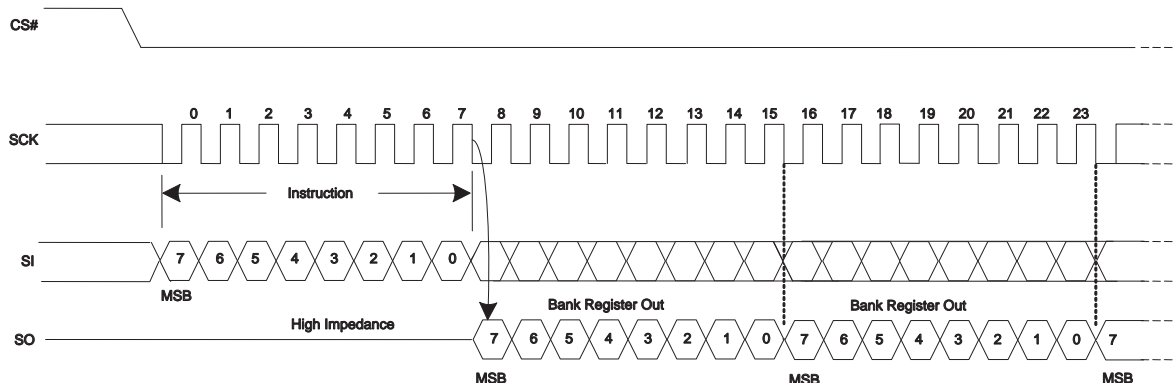 CS#
0 1 2 3 4 5 6 7 8 9 10 11 12 13 14 15 16 17 18 19 20 21 22 23
SCK
Instruction
SI 7 6 5 4 3 2 1 0
MSB
Bank Register Out Bank Register Out
High Impedance
SO 7 6 5 4 3 2 1 0 7 6 5 4 3 2 1 0 7
MSB MSB MSB